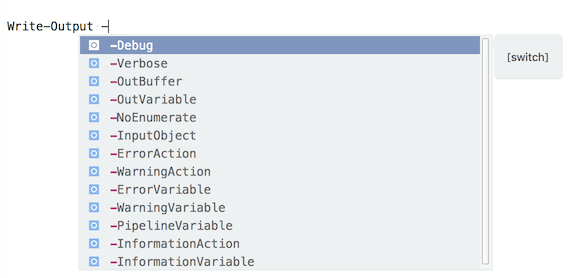 Write-Output -
-Debug
[switch]
-Verbose
-OutBuffer
-OutVariable
-NoEnumerate
-InputObject
-ErrorAction
-WarningAction
-ErrorVariable
-WarningVariable
-PipelineVariable
-InformationAction
-InformationVariable